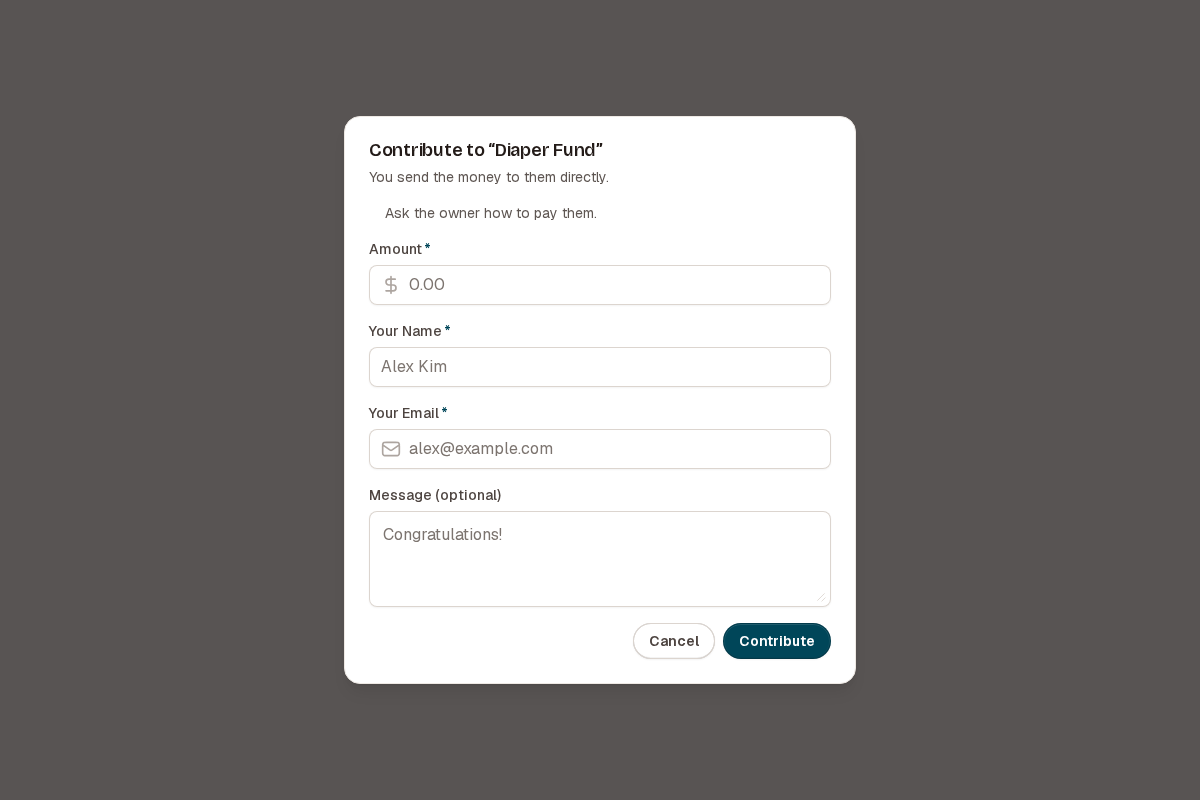 Contribute to “Diaper Fund”
You send the money to them directly.
Ask the owner how to pay them.
Amount *
0.00
Your Name *
Alex Kim
Your Email *
alex@example.com
Message (optional)
Congratulations!
Cancel
Contribute